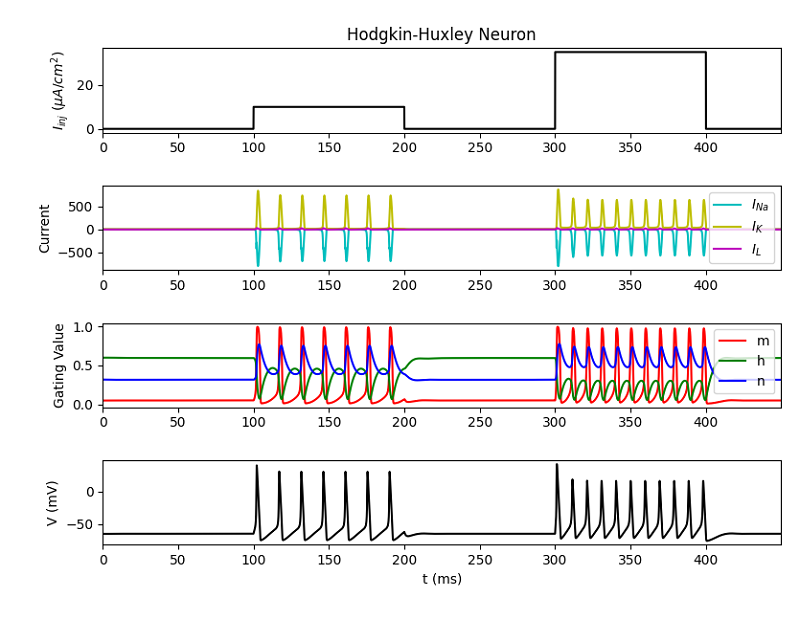 Hodgkin-Huxley Neuron
I_inj (μA/cm²)
20
0
0 50 100 150 200 250 300 350 400
Current
500
0
−500
I_Na
I_K
I_L
0 50 100 150 200 250 300 350 400
Gating Value
1.0
0.5
0.0
m
h
n
0 50 100 150 200 250 300 350 400
V (mV)
0
−50
0 50 100 150 200 250 300 350 400
t (ms)